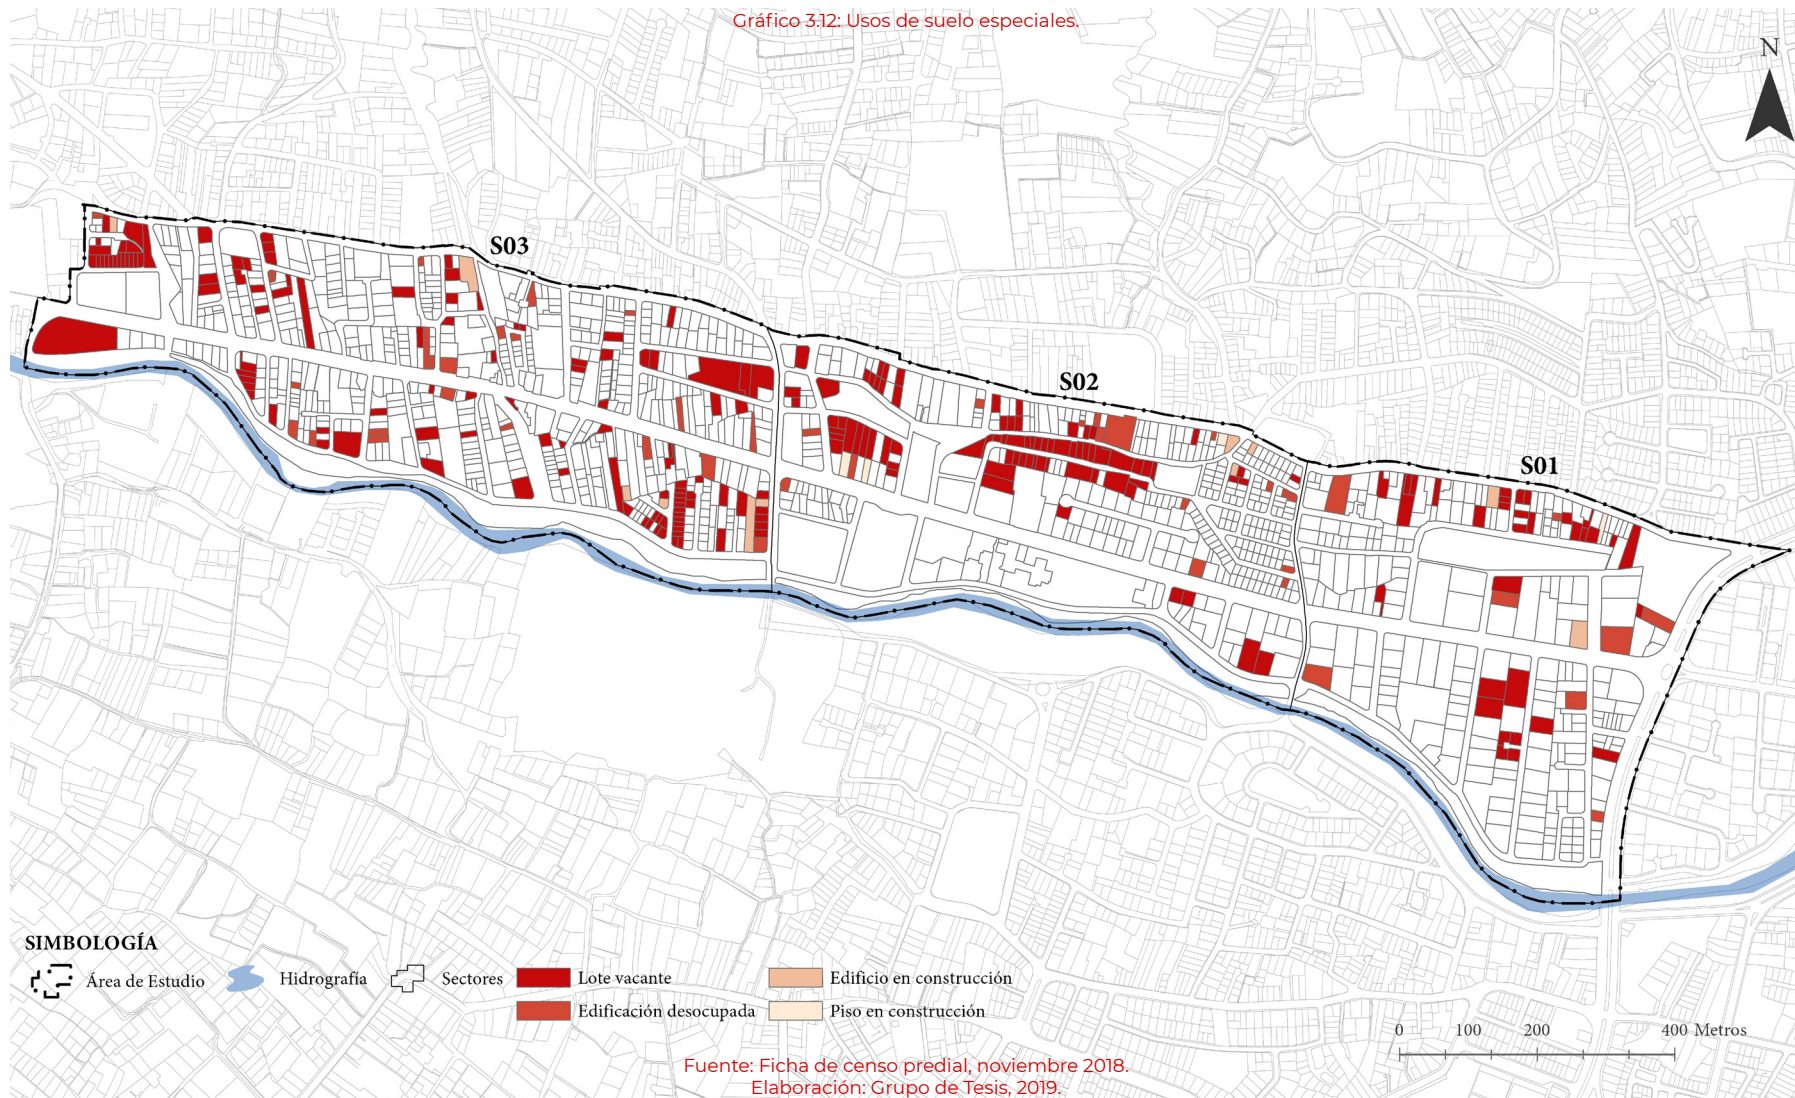 Gráfico 3.12: Usos de suelo especiales.
N
S03
S02
S01
SIMBOLOGÍA
Área de Estudio
Hidrografía
Sectores
Lote vacante
Edificio en construcción
Edificación desocupada
Piso en construcción
0 100 200 400 Metros
Fuente: Ficha de censo predial, noviembre 2018.
Elaboración: Grupo de Tesis, 2019.